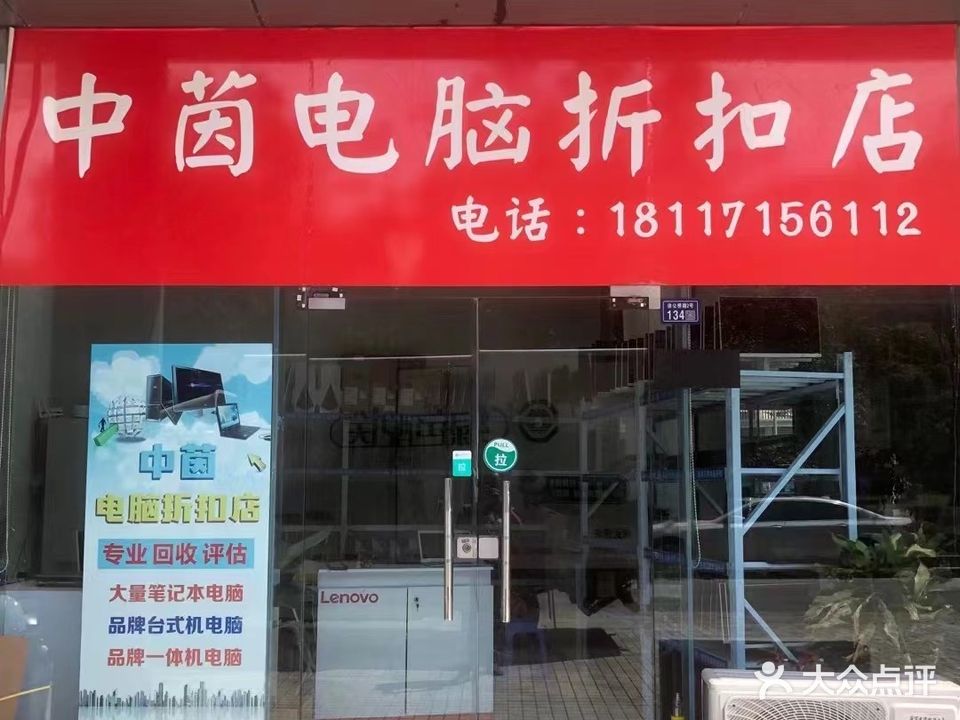 中茵电脑折扣店
电话：18117156112
134
PULL
拉
拉
中茵
电脑折扣店
专业 回收 评估
大量笔记本电脑
品牌台式机电脑
品牌一体机电脑
Lenovo
大众点评